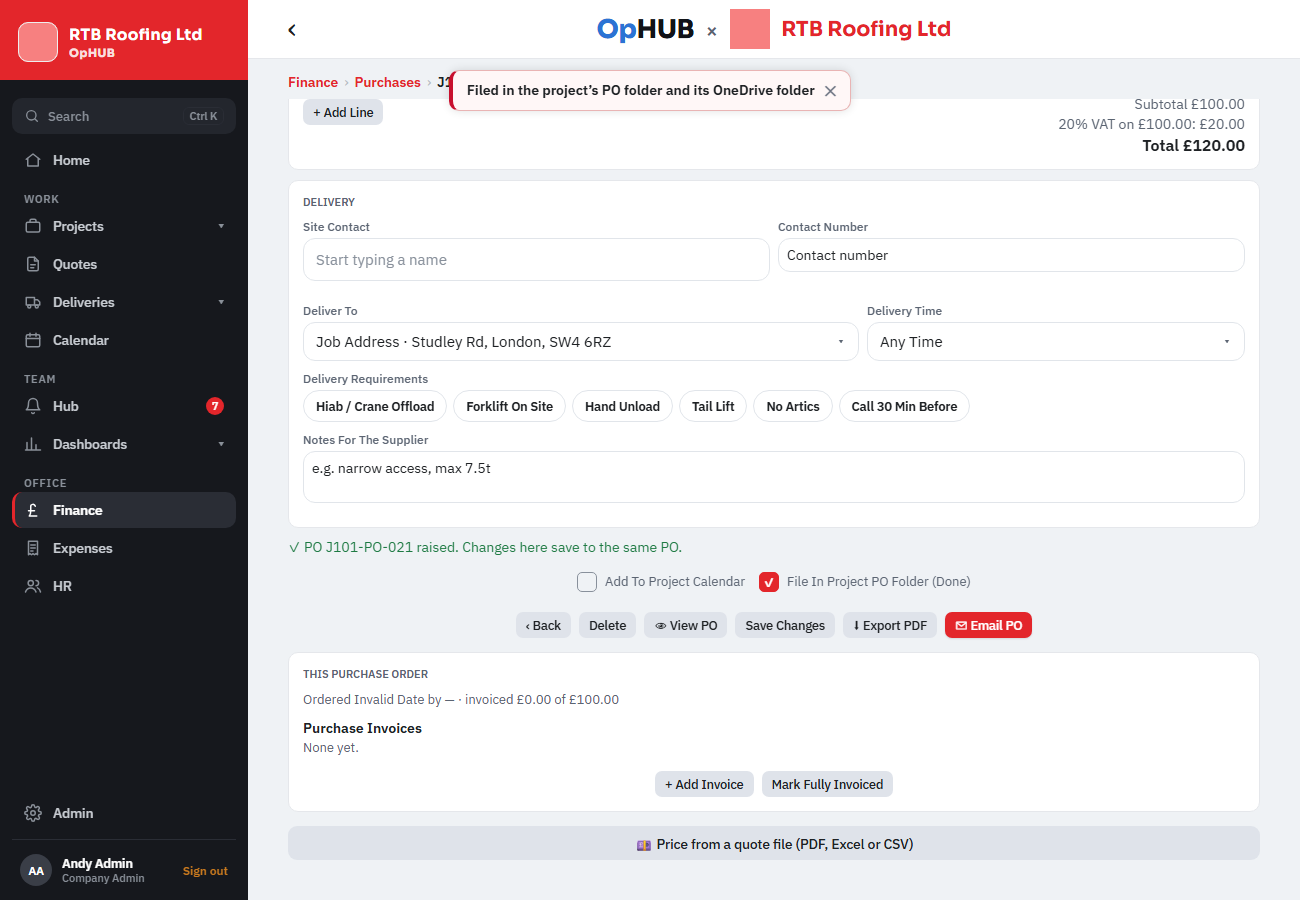 RTB Roofing Ltd
OpHUB
OpHUB × RTB Roofing Ltd
Search Ctrl K
Home
WORK
Projects
Quotes
Deliveries
Calendar
TEAM
Hub 7
Dashboards
OFFICE
£ Finance
Expenses
HR
Admin
AA Andy Admin
Company Admin
Sign out
Finance › Purchases › J1
Filed in the project’s PO folder and its OneDrive folder
+ Add Line
Subtotal £100.00
20% VAT on £100.00: £20.00
Total £120.00
DELIVERY
Site Contact Contact Number
Start typing a name Contact number
Deliver To Delivery Time
Job Address · Studley Rd, London, SW4 6RZ Any Time
Delivery Requirements
Hiab / Crane Offload Forklift On Site Hand Unload Tail Lift No Artics Call 30 Min Before
Notes For The Supplier
e.g. narrow access, max 7.5t
✓ PO J101-PO-021 raised. Changes here save to the same PO.
Add To Project Calendar File In Project PO Folder (Done)
‹ Back Delete View PO Save Changes Export PDF Email PO
THIS PURCHASE ORDER
Ordered Invalid Date by — · invoiced £0.00 of £100.00
Purchase Invoices
None yet.
+ Add Invoice Mark Fully Invoiced
Price from a quote file (PDF, Excel or CSV)